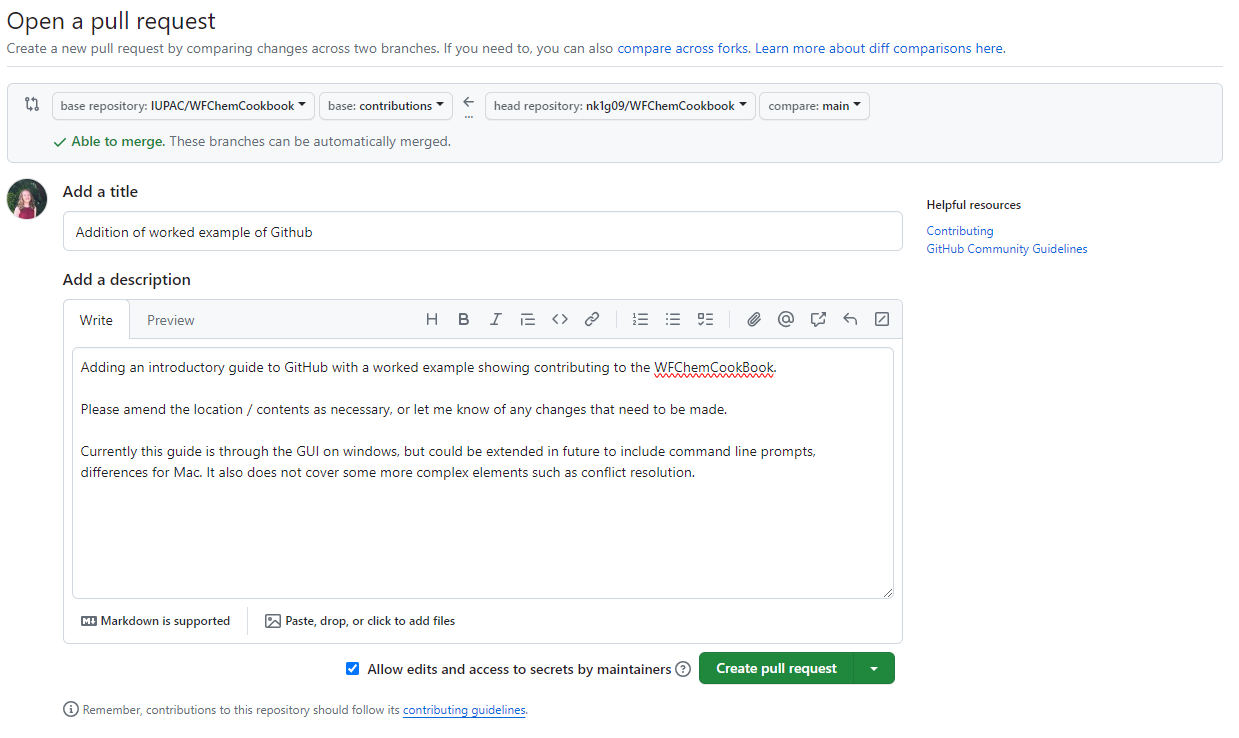 Open a pull request
Create a new pull request by comparing changes across two branches. If you need to, you can also compare across forks. Learn more about diff comparisons here.
base repository: IUPAC/WFChemCookbook base: contributions ... head repository: nk1g09/WFChemCookbook compare: main
Able to merge. These branches can be automatically merged.
Add a title
Helpful resources
Addition of worked example of Github
Contributing
GitHub Community Guidelines
Add a description
Write Preview
Adding an introductory guide to GitHub with a worked example showing contributing to the WFChemCookBook.
Please amend the location / contents as necessary, or let me know of any changes that need to be made.
Currently this guide is through the GUI on windows, but could be extended in future to include command line prompts,
differences for Mac. It also does not cover some more complex elements such as conflict resolution.
Markdown is supported Paste, drop, or click to add files
Allow edits and access to secrets by maintainers Create pull request
Remember, contributions to this repository should follow its contributing guidelines.